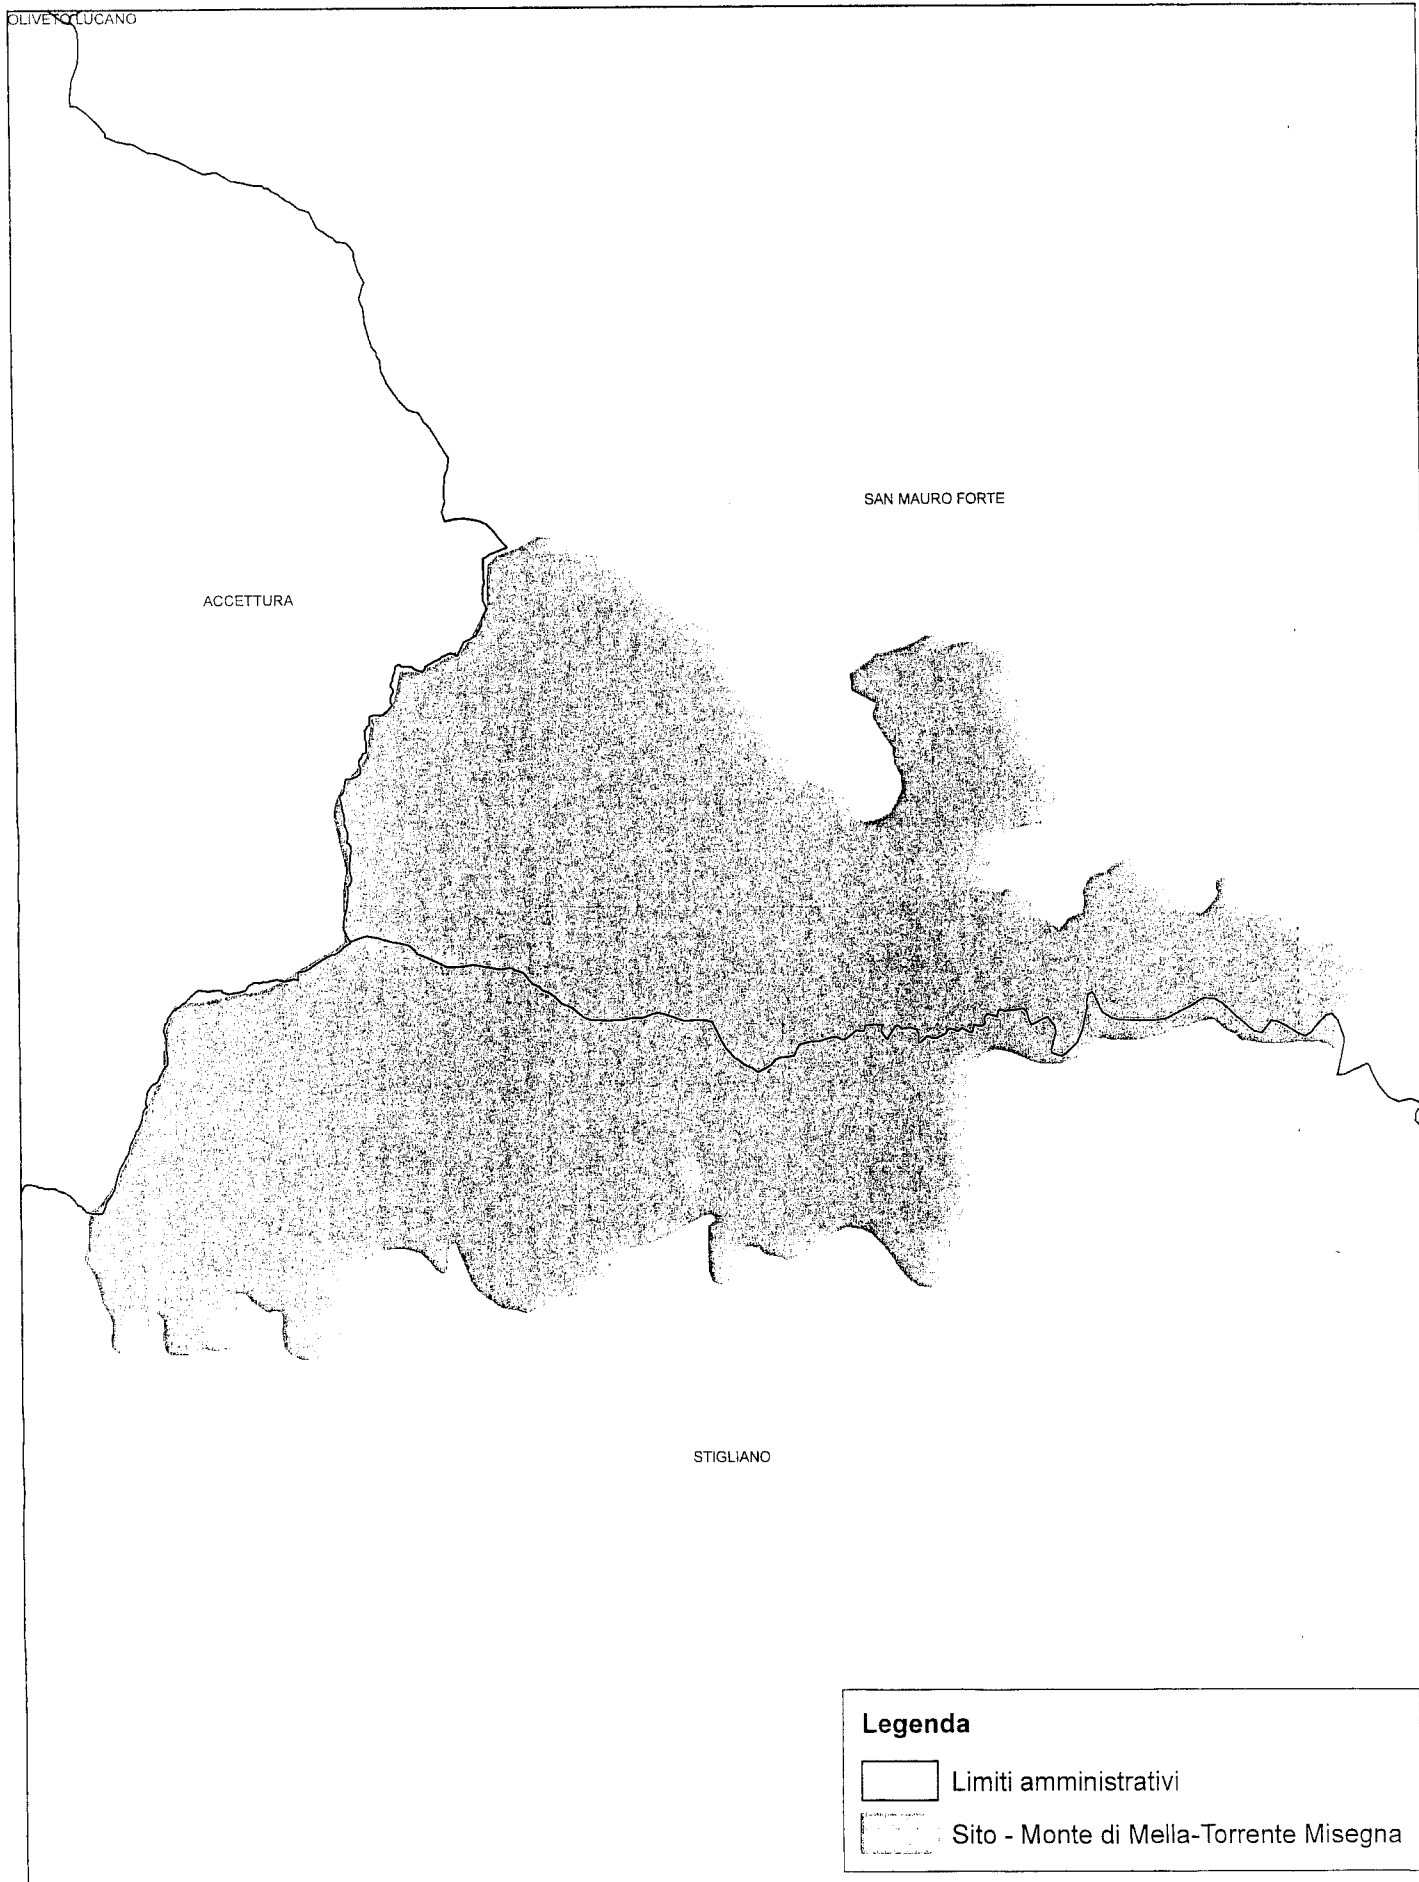 OLIVETO LUCANO
SAN MAURO FORTE
ACCETTURA
STIGLIANO
Legenda
Limiti amministrativi
Sito - Monte di Mella-Torrente Misegna